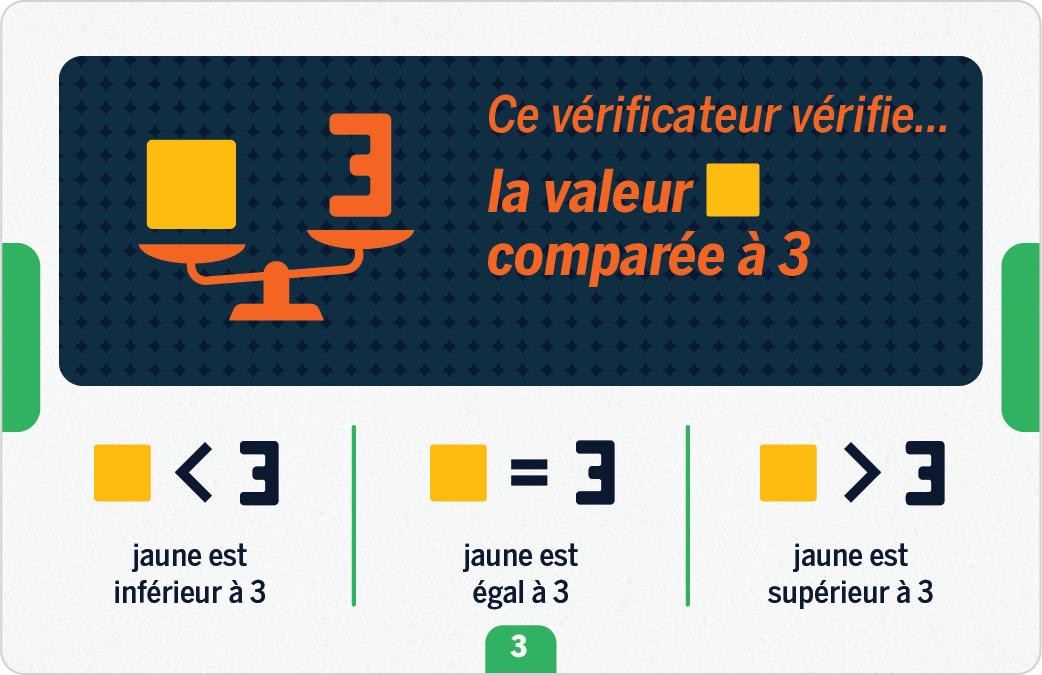 Ce vérificateur vérifie...
la valeur
comparée à 3
3
< 3
= 3
> 3
jaune est
inférieur à 3
jaune est
égal à 3
jaune est
supérieur à 3
3